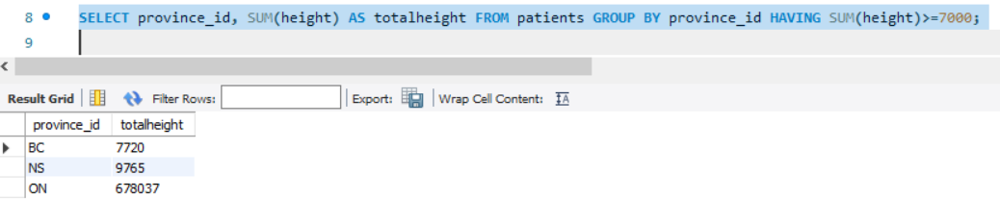 8 SELECT province_id, SUM(height) AS totalheight FROM patients GROUP BY province_id HAVING SUM(height)>=7000;
9
Result Grid Filter Rows: Export: Wrap Cell Content: IA
province_id totalheight
BC 7720
NS 9765
ON 678037